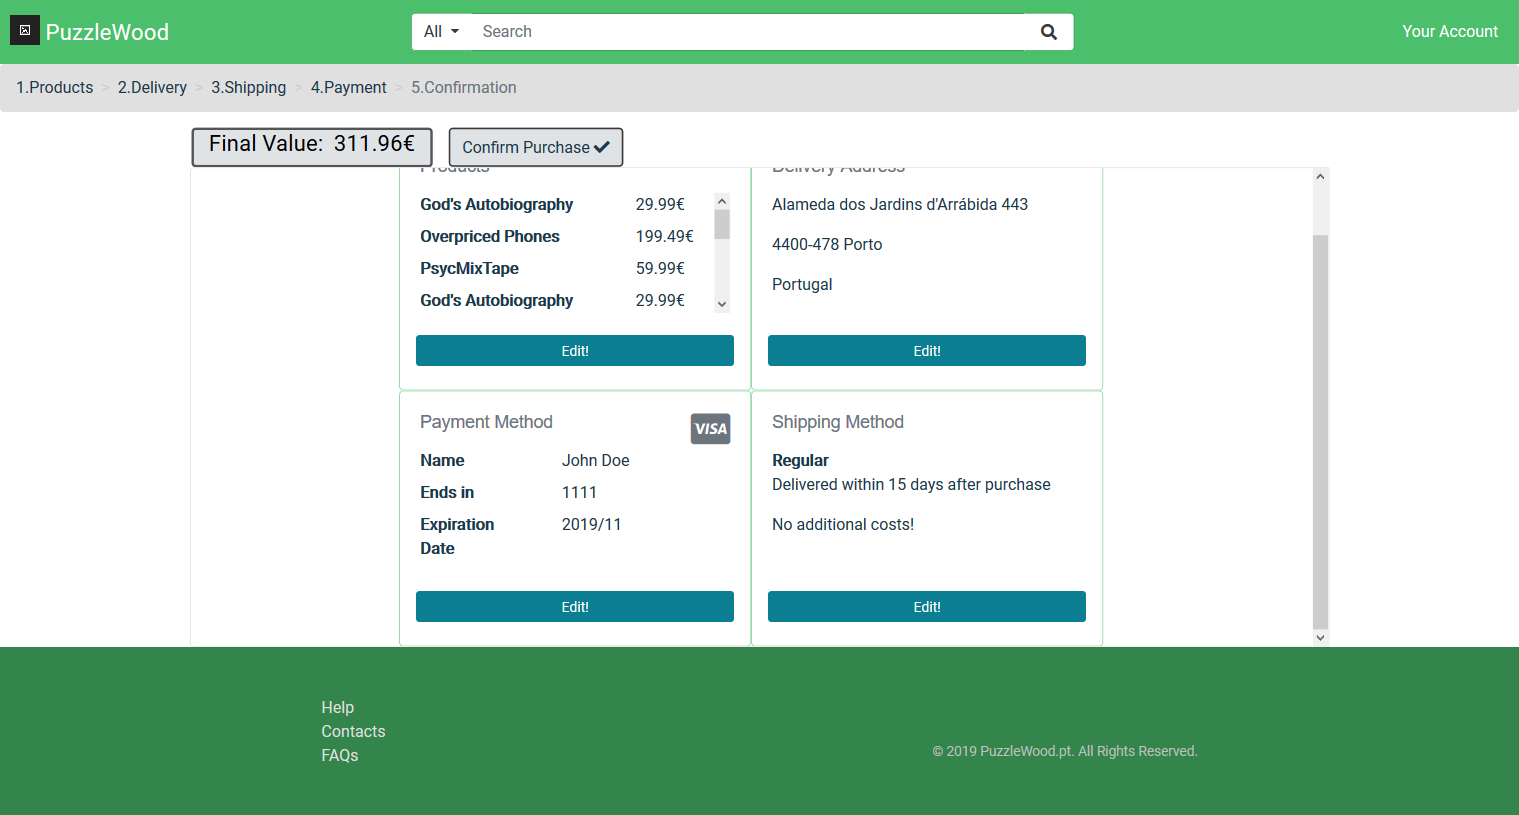 PuzzleWood
All
Search
Your Account
1.Products > 2.Delivery > 3.Shipping > 4.Payment > 5.Confirmation
Final Value: 311.96€
Confirm Purchase
Products
Delivery Address
God's Autobiography 29.99€
Overpriced Phones 199.49€
PsycMixTape 59.99€
God's Autobiography 29.99€
Alameda dos Jardins d'Arrábida 443
4400-478 Porto
Portugal
Edit!
Edit!
Payment Method
VISA
Name John Doe
Ends in 1111
Expiration 2019/11
Date
Edit!
Shipping Method
Regular
Delivered within 15 days after purchase
No additional costs!
Edit!
Help
Contacts
FAQs
© 2019 PuzzleWood.pt. All Rights Reserved.